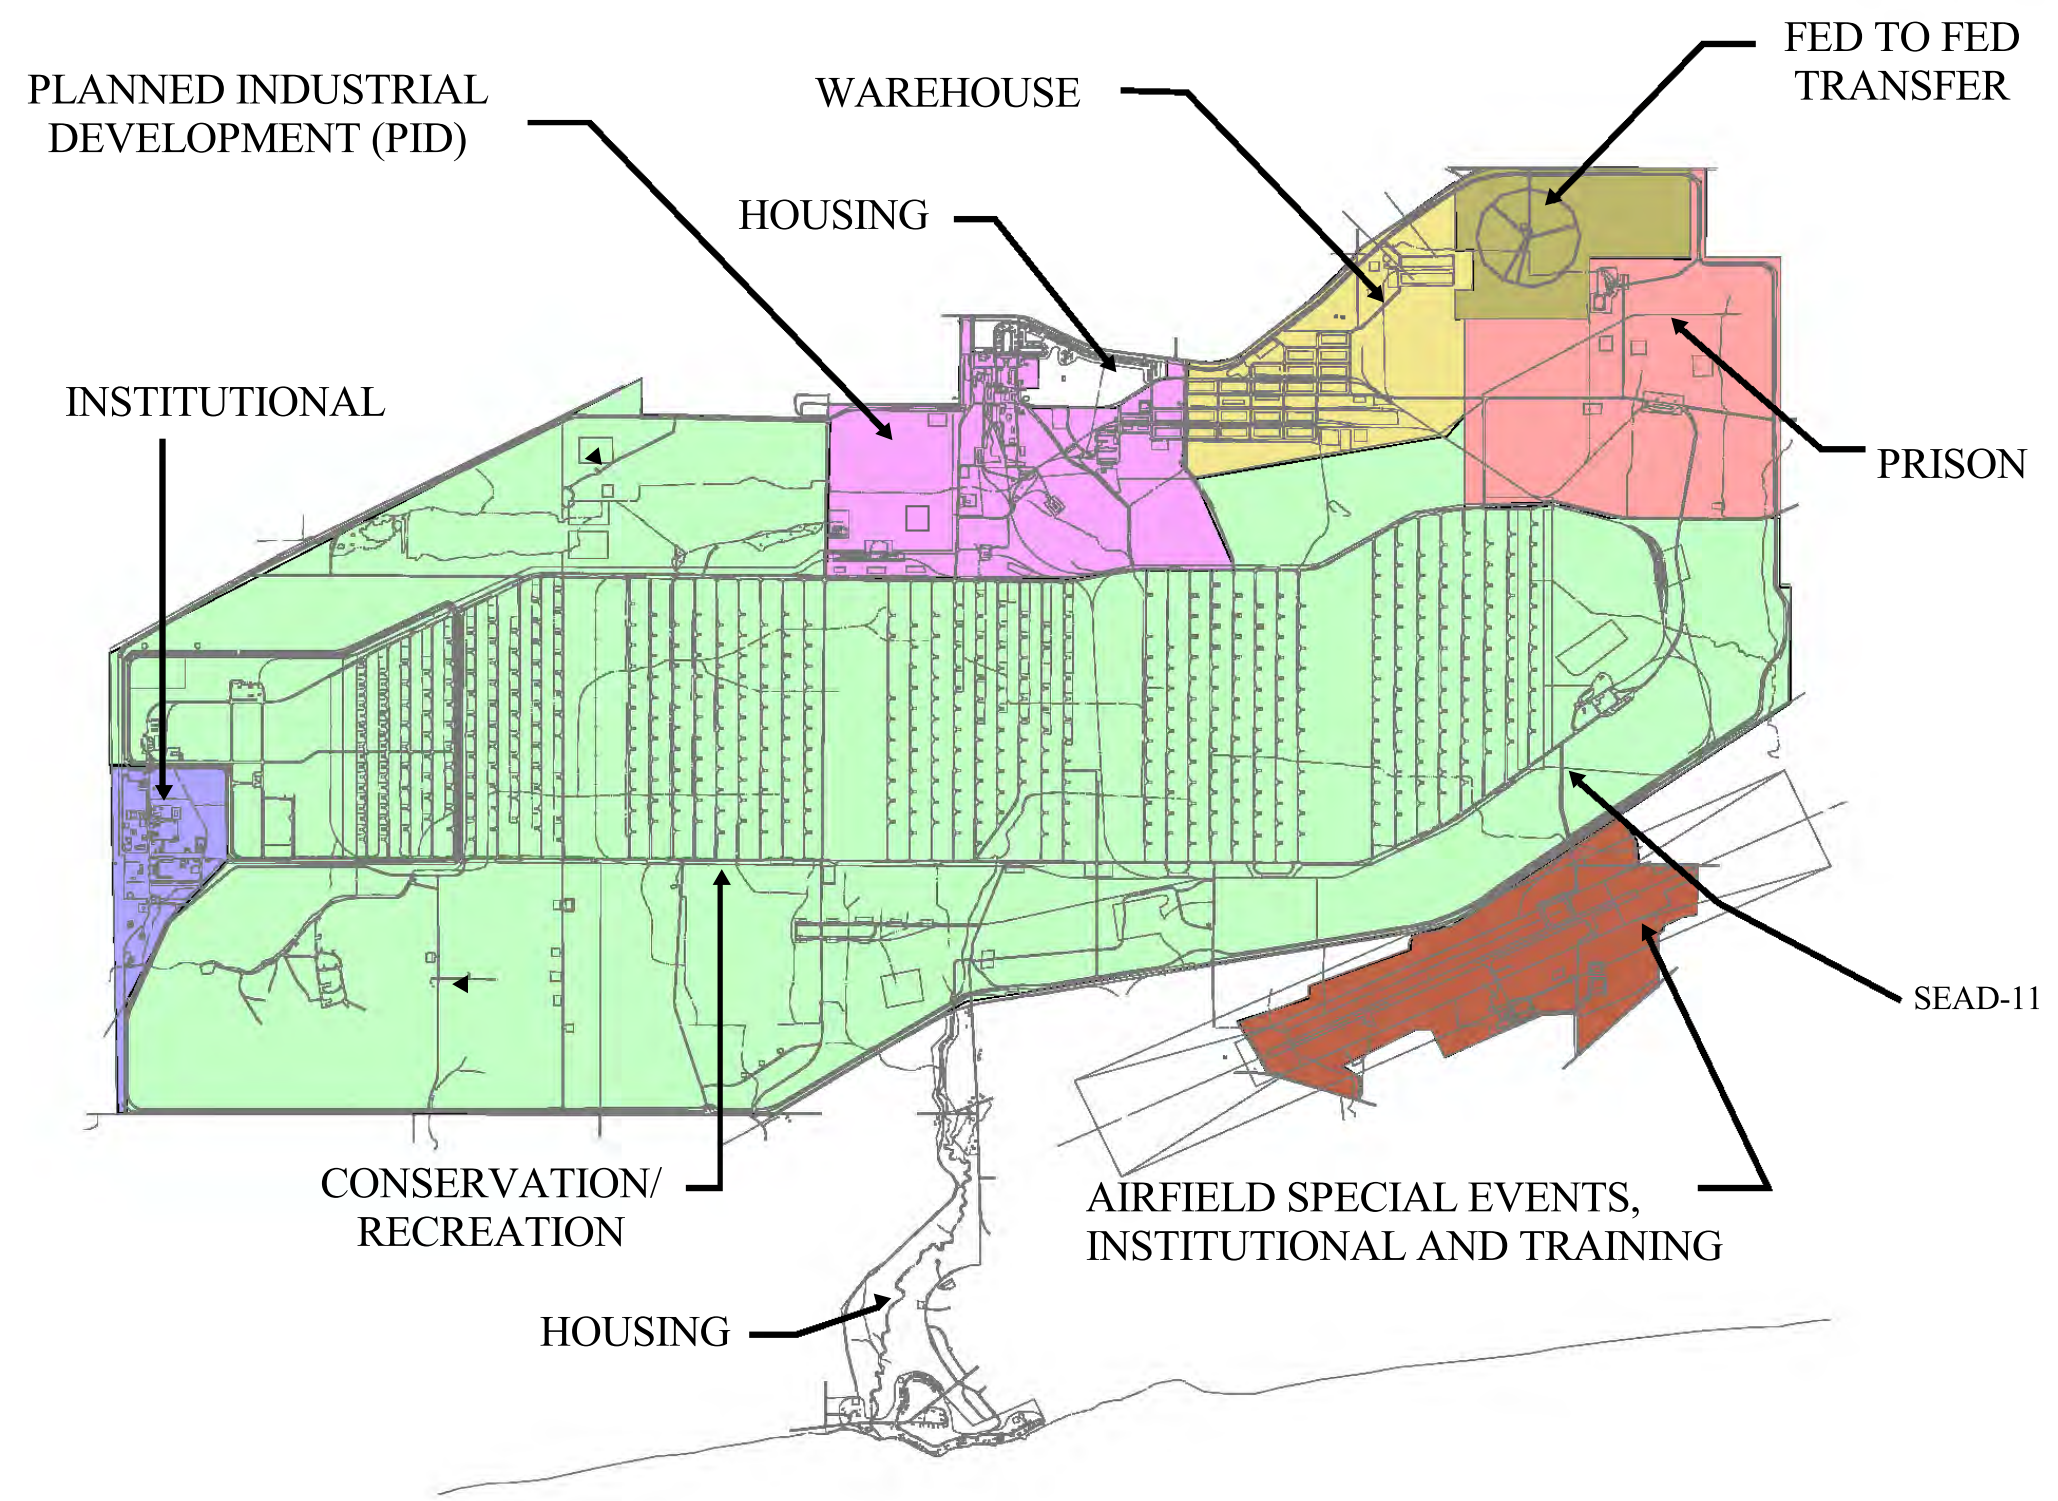 FED TO FED
TRANSFER
PLANNED INDUSTRIAL
DEVELOPMENT (PID)
WAREHOUSE
HOUSING
INSTITUTIONAL
PRISON
SEAD-11
CONSERVATION/
RECREATION
AIRFIELD SPECIAL EVENTS,
INSTITUTIONAL AND TRAINING
HOUSING